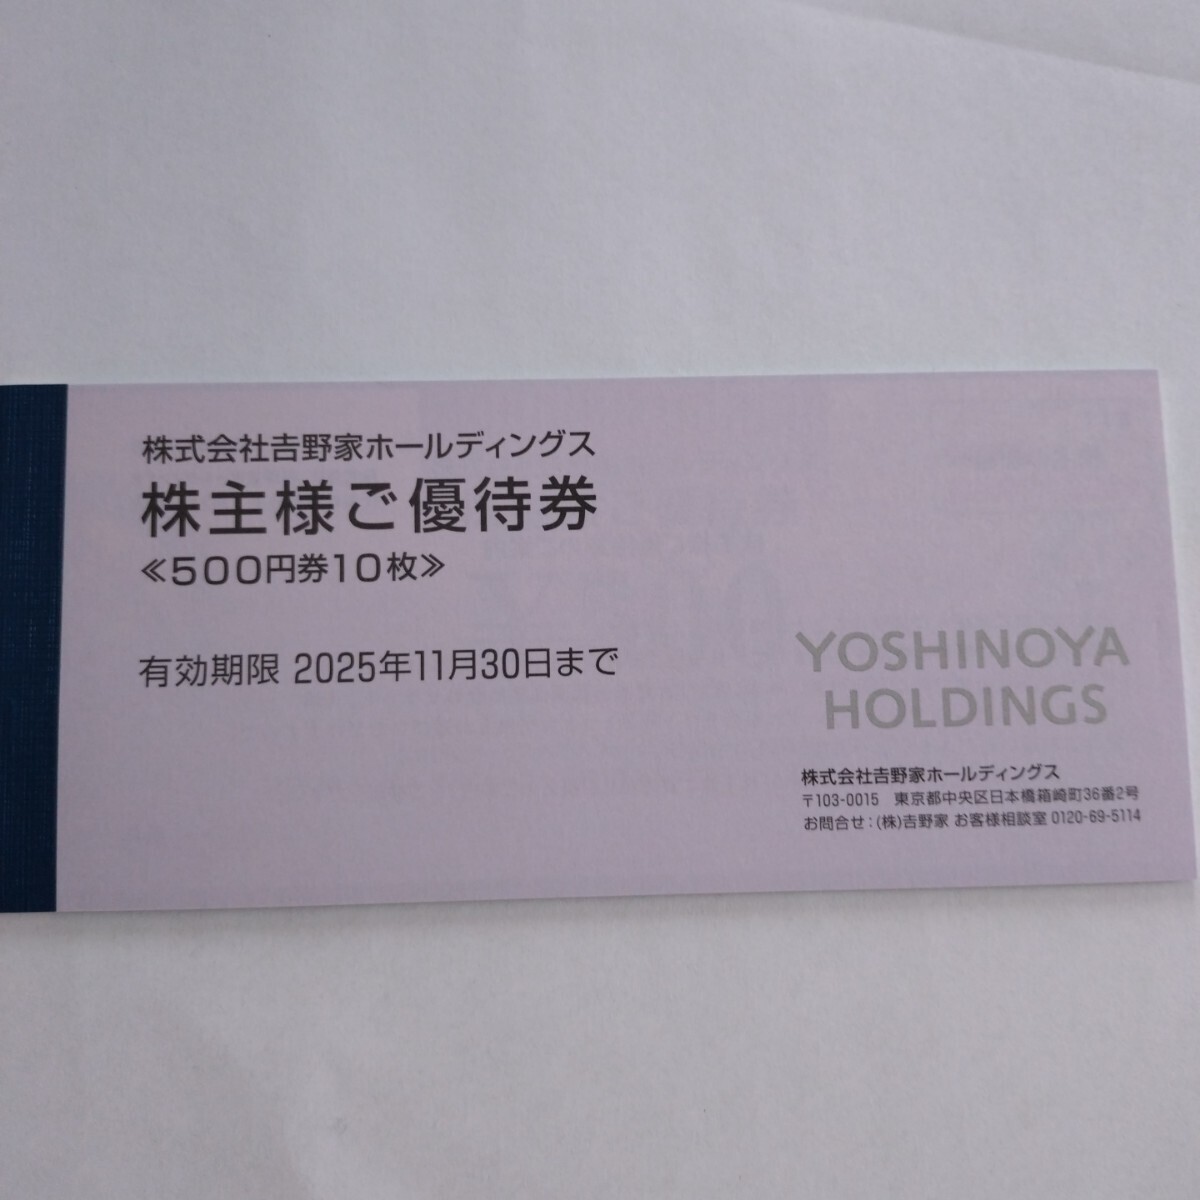 株式会社𠮷野家ホールディングス
株主様ご優待券
≪500円券10枚≫
有効期限 2025年11月30日まで
YOSHINOYA
HOLDINGS
株式会社𠮷野家ホールディングス
〒103-0015 東京都中央区日本橋箱崎町36番2号
お問合せ:(株)𠮷野家 お客様相談室 0120-69-5114